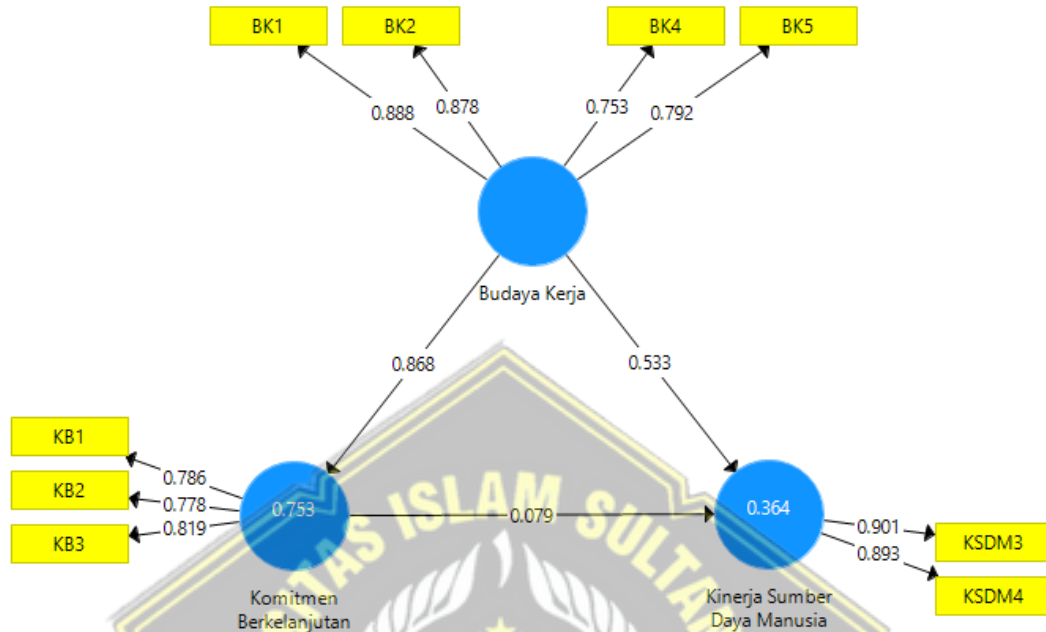 BK1 BK2 BK4 BK5
0.888 0.878 0.753 0.792
Budaya Kerja
0.868 0.533
KB1
KB2
KB3
0.786
0.778
0.819
0.753
0.079
0.364
0.901
0.893
KSDM3
KSDM4
Komitmen
Berkelanjutan
Kinerja Sumber
Daya Manusia
ISLAM SULTAN